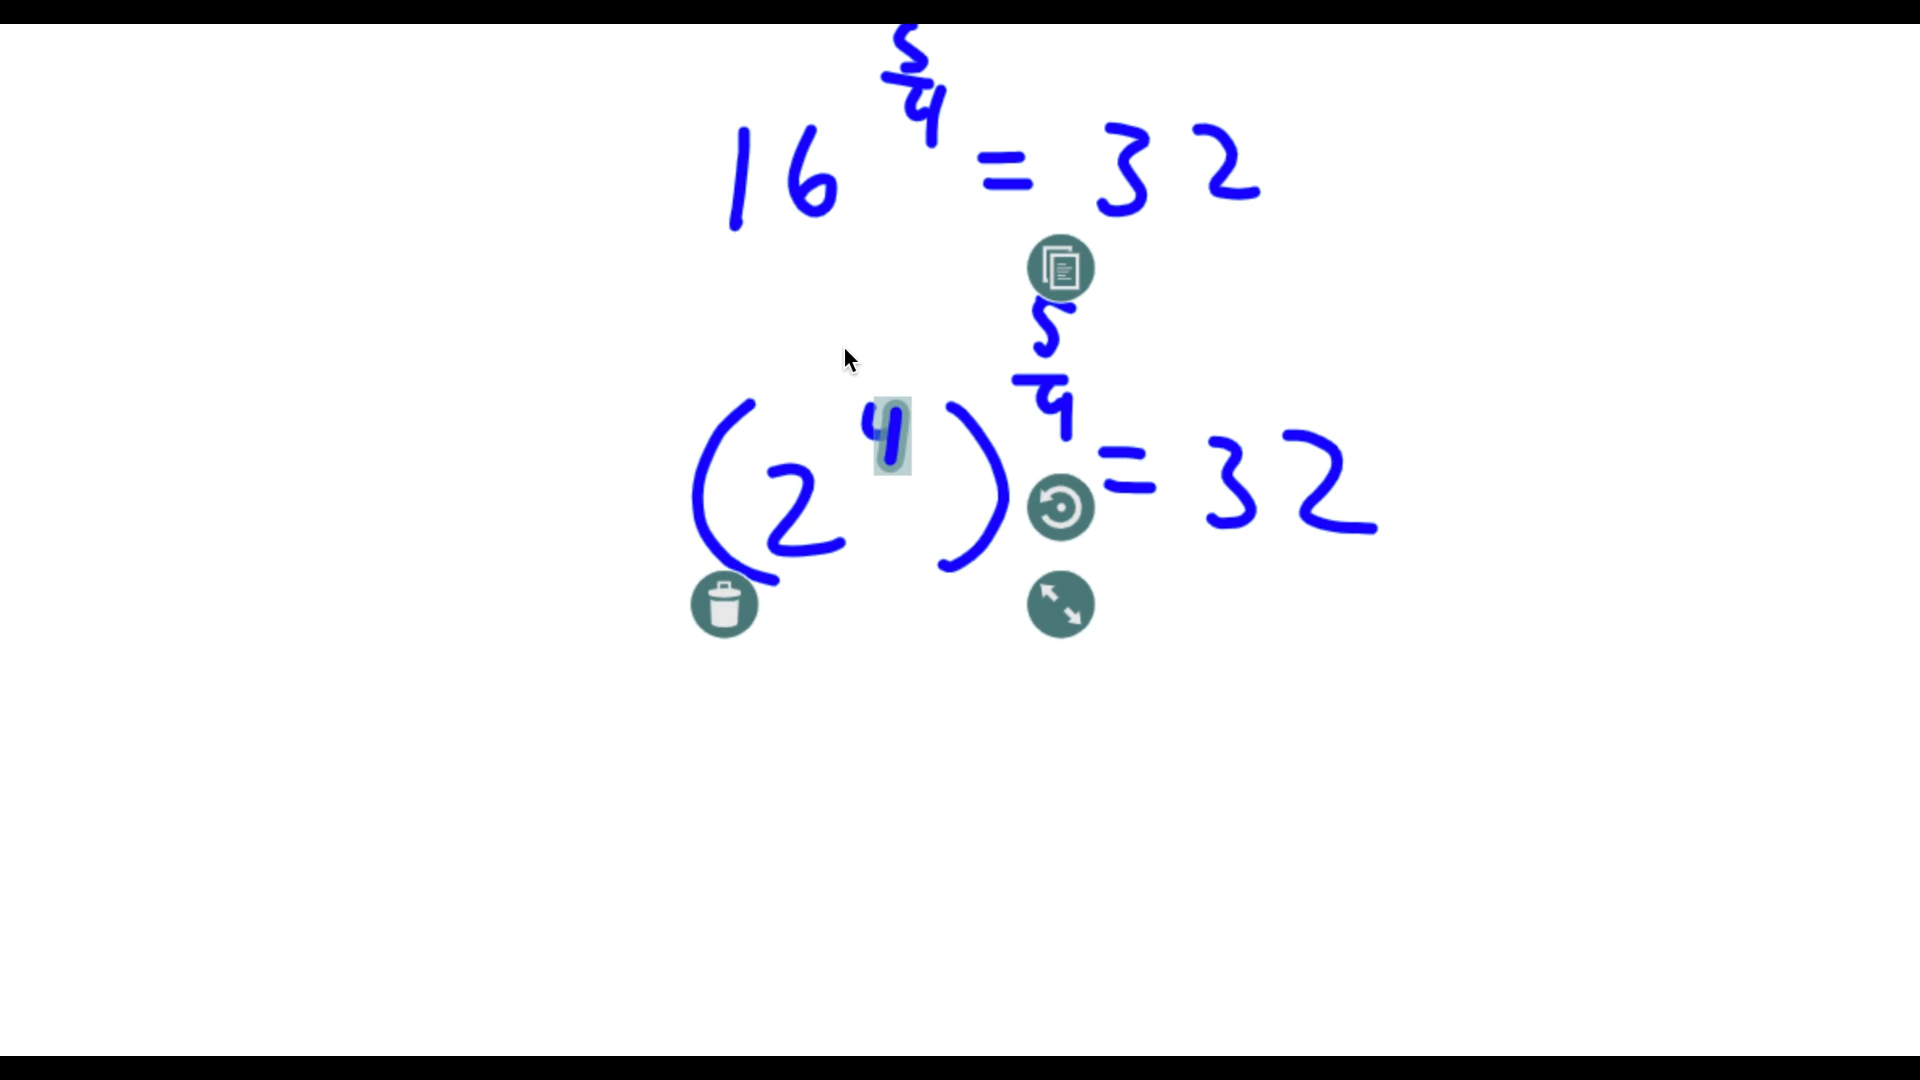 16^{5/4} = 32
(2^4)^{5/4} = 32